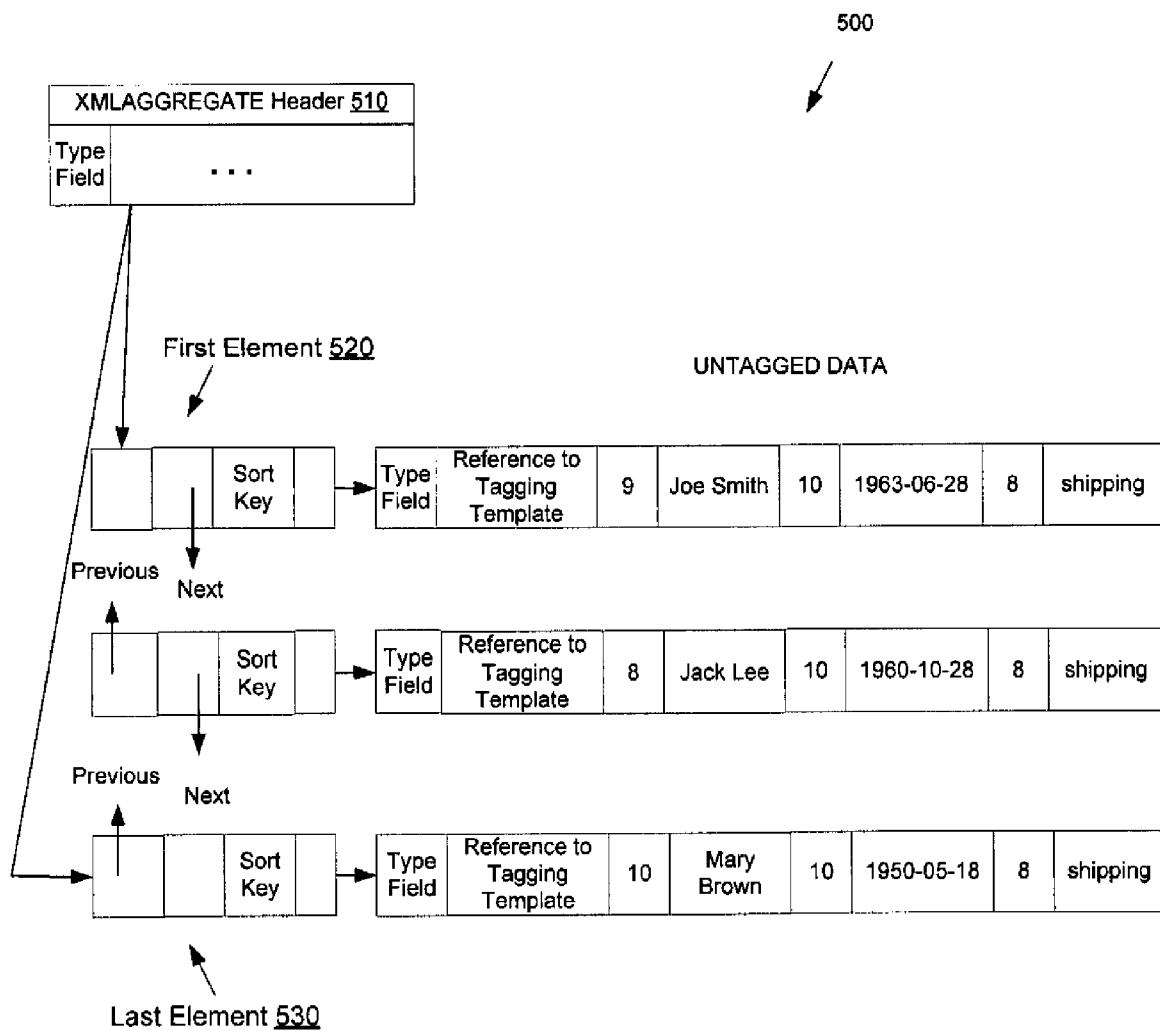 500
XMLAGGREGATE Header 510
Type
Field
. . .
First Element 520
UNTAGGED DATA
Sort
Key
Type
Field
Reference to
Tagging
Template
9
Joe Smith
10
1963-06-28
8
shipping
Previous
Next
Sort
Key
Type
Field
Reference to
Tagging
Template
8
Jack Lee
10
1960-10-28
8
shipping
Previous
Next
Sort
Key
Type
Field
Reference to
Tagging
Template
10
Mary
Brown
10
1950-05-18
8
shipping
Last Element 530